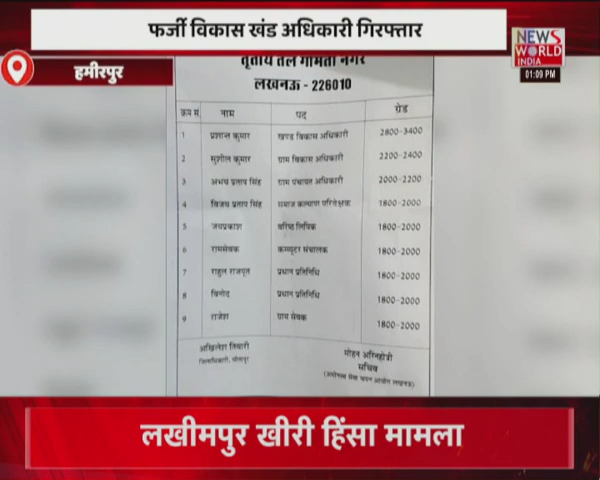 फर्जी विकास खंड अधिकारी गिरफ्तार
NEWS
WORLD
INDIA
01:09 PM
हमीरपुर
तृतीय तल गोमती नगर
लखनऊ - 226010
क्रम सं. नाम पद ग्रेड
1 प्रशान्त कुमार खण्ड विकास अधिकारी 2800-3400
2 सुशील कुमार ग्राम विकास अधिकारी 2200-2400
3 अभय प्रताप सिंह ग्राम पंचायत अधिकारी 2000-2200
4 विजय प्रताप सिंह समाज कल्याण पर्यवेक्षक 1800-2000
5 जयप्रकाश वरिष्ठ लिपिक 1800-2000
6 रामसेवक कम्प्यूटर संचालक 1800-2000
7 राहुल राजपूत प्रधान प्रतिनिधि 1800-2000
8 विनोद प्रधान प्रतिनिधि 1800-2000
9 राजेश ग्राम सेवक 1800-2000
अखिलेश तिवारी
जिलाधिकारी,
मोहन अग्निहोत्री
सचिव
सेवा चयन आयोग लखनऊ)
लखीमपुर खीरी हिंसा मामला